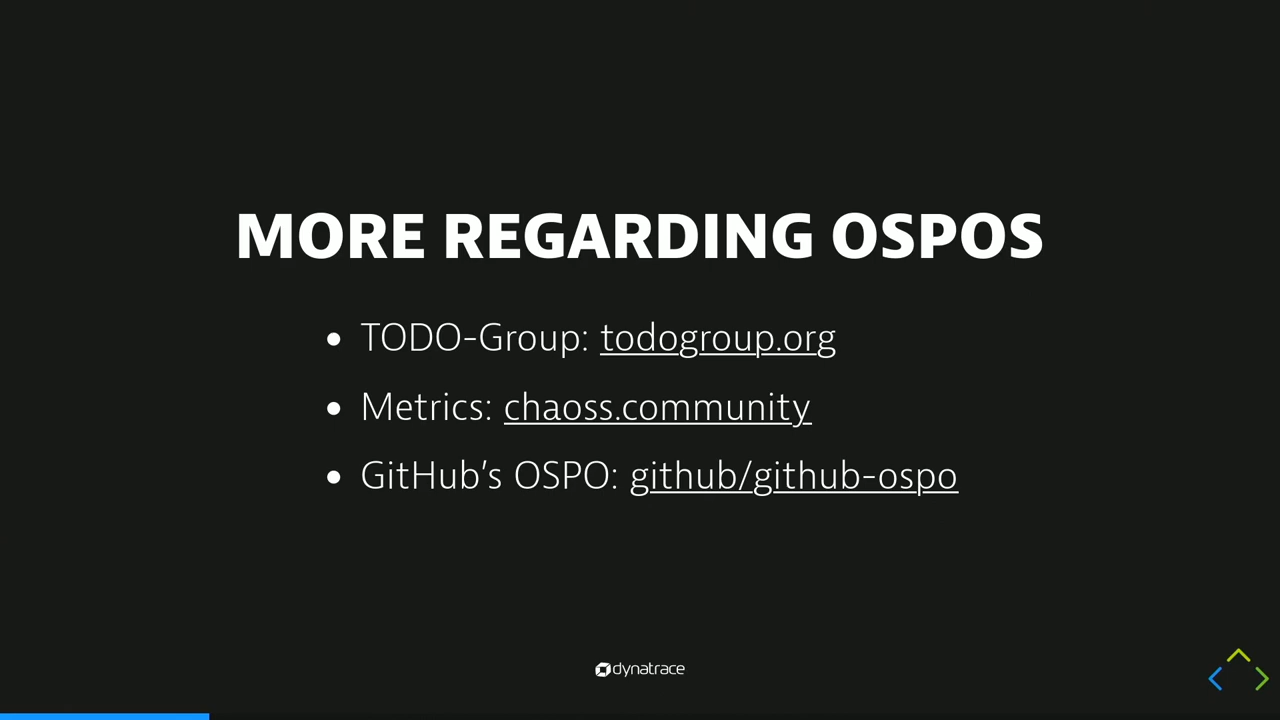 MORE REGARDING OSPOS
• TODO-Group: todogroup.org
• Metrics: chaoss.community
• GitHub's OSPO: github/github-ospo
dynatrace